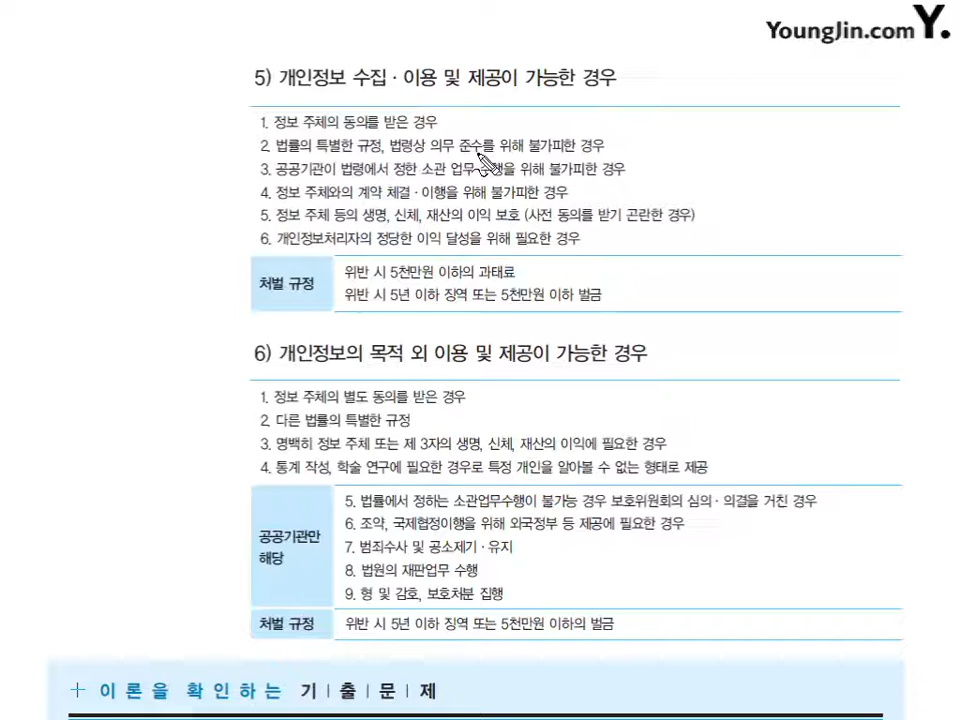 YoungJin.com Y.
5) 개인정보 수집 · 이용 및 제공이 가능한 경우
1. 정보 주체의 동의를 받은 경우
2. 법률의 특별한 규정, 법령상 의무 준수를 위해 불가피한 경우
3. 공공기관이 법령에서 정한 소관 업무 수행을 위해 불가피한 경우
4. 정보 주체와의 계약 체결 · 이행을 위해 불가피한 경우
5. 정보 주체 등의 생명, 신체, 재산의 이익 보호 (사전 동의를 받기 곤란한 경우)
6. 개인정보처리자의 정당한 이익 달성을 위해 필요한 경우
처벌 규정
위반 시 5천만원 이하의 과태료
위반 시 5년 이하 징역 또는 5천만원 이하 벌금
6) 개인정보의 목적 외 이용 및 제공이 가능한 경우
1. 정보 주체의 별도 동의를 받은 경우
2. 다른 법률의 특별한 규정
3. 명백히 정보 주체 또는 제 3자의 생명, 신체, 재산의 이익에 필요한 경우
4. 통계 작성, 학술 연구에 필요한 경우로 특정 개인을 알아볼 수 없는 형태로 제공
공공기관만
해당
5. 법률에서 정하는 소관업무수행이 불가능 경우 보호위원회의 심의 · 의결을 거친 경우
6. 조약, 국제협정이행을 위해 외국정부 등 제공에 필요한 경우
7. 범죄수사 및 공소제기 · 유지
8. 법원의 재판업무 수행
9. 형 및 감호, 보호처분 집행
처벌 규정
위반 시 5년 이하 징역 또는 5천만원 이하의 벌금
+ 이론을 확인하는 기 | 출 | 문 | 제